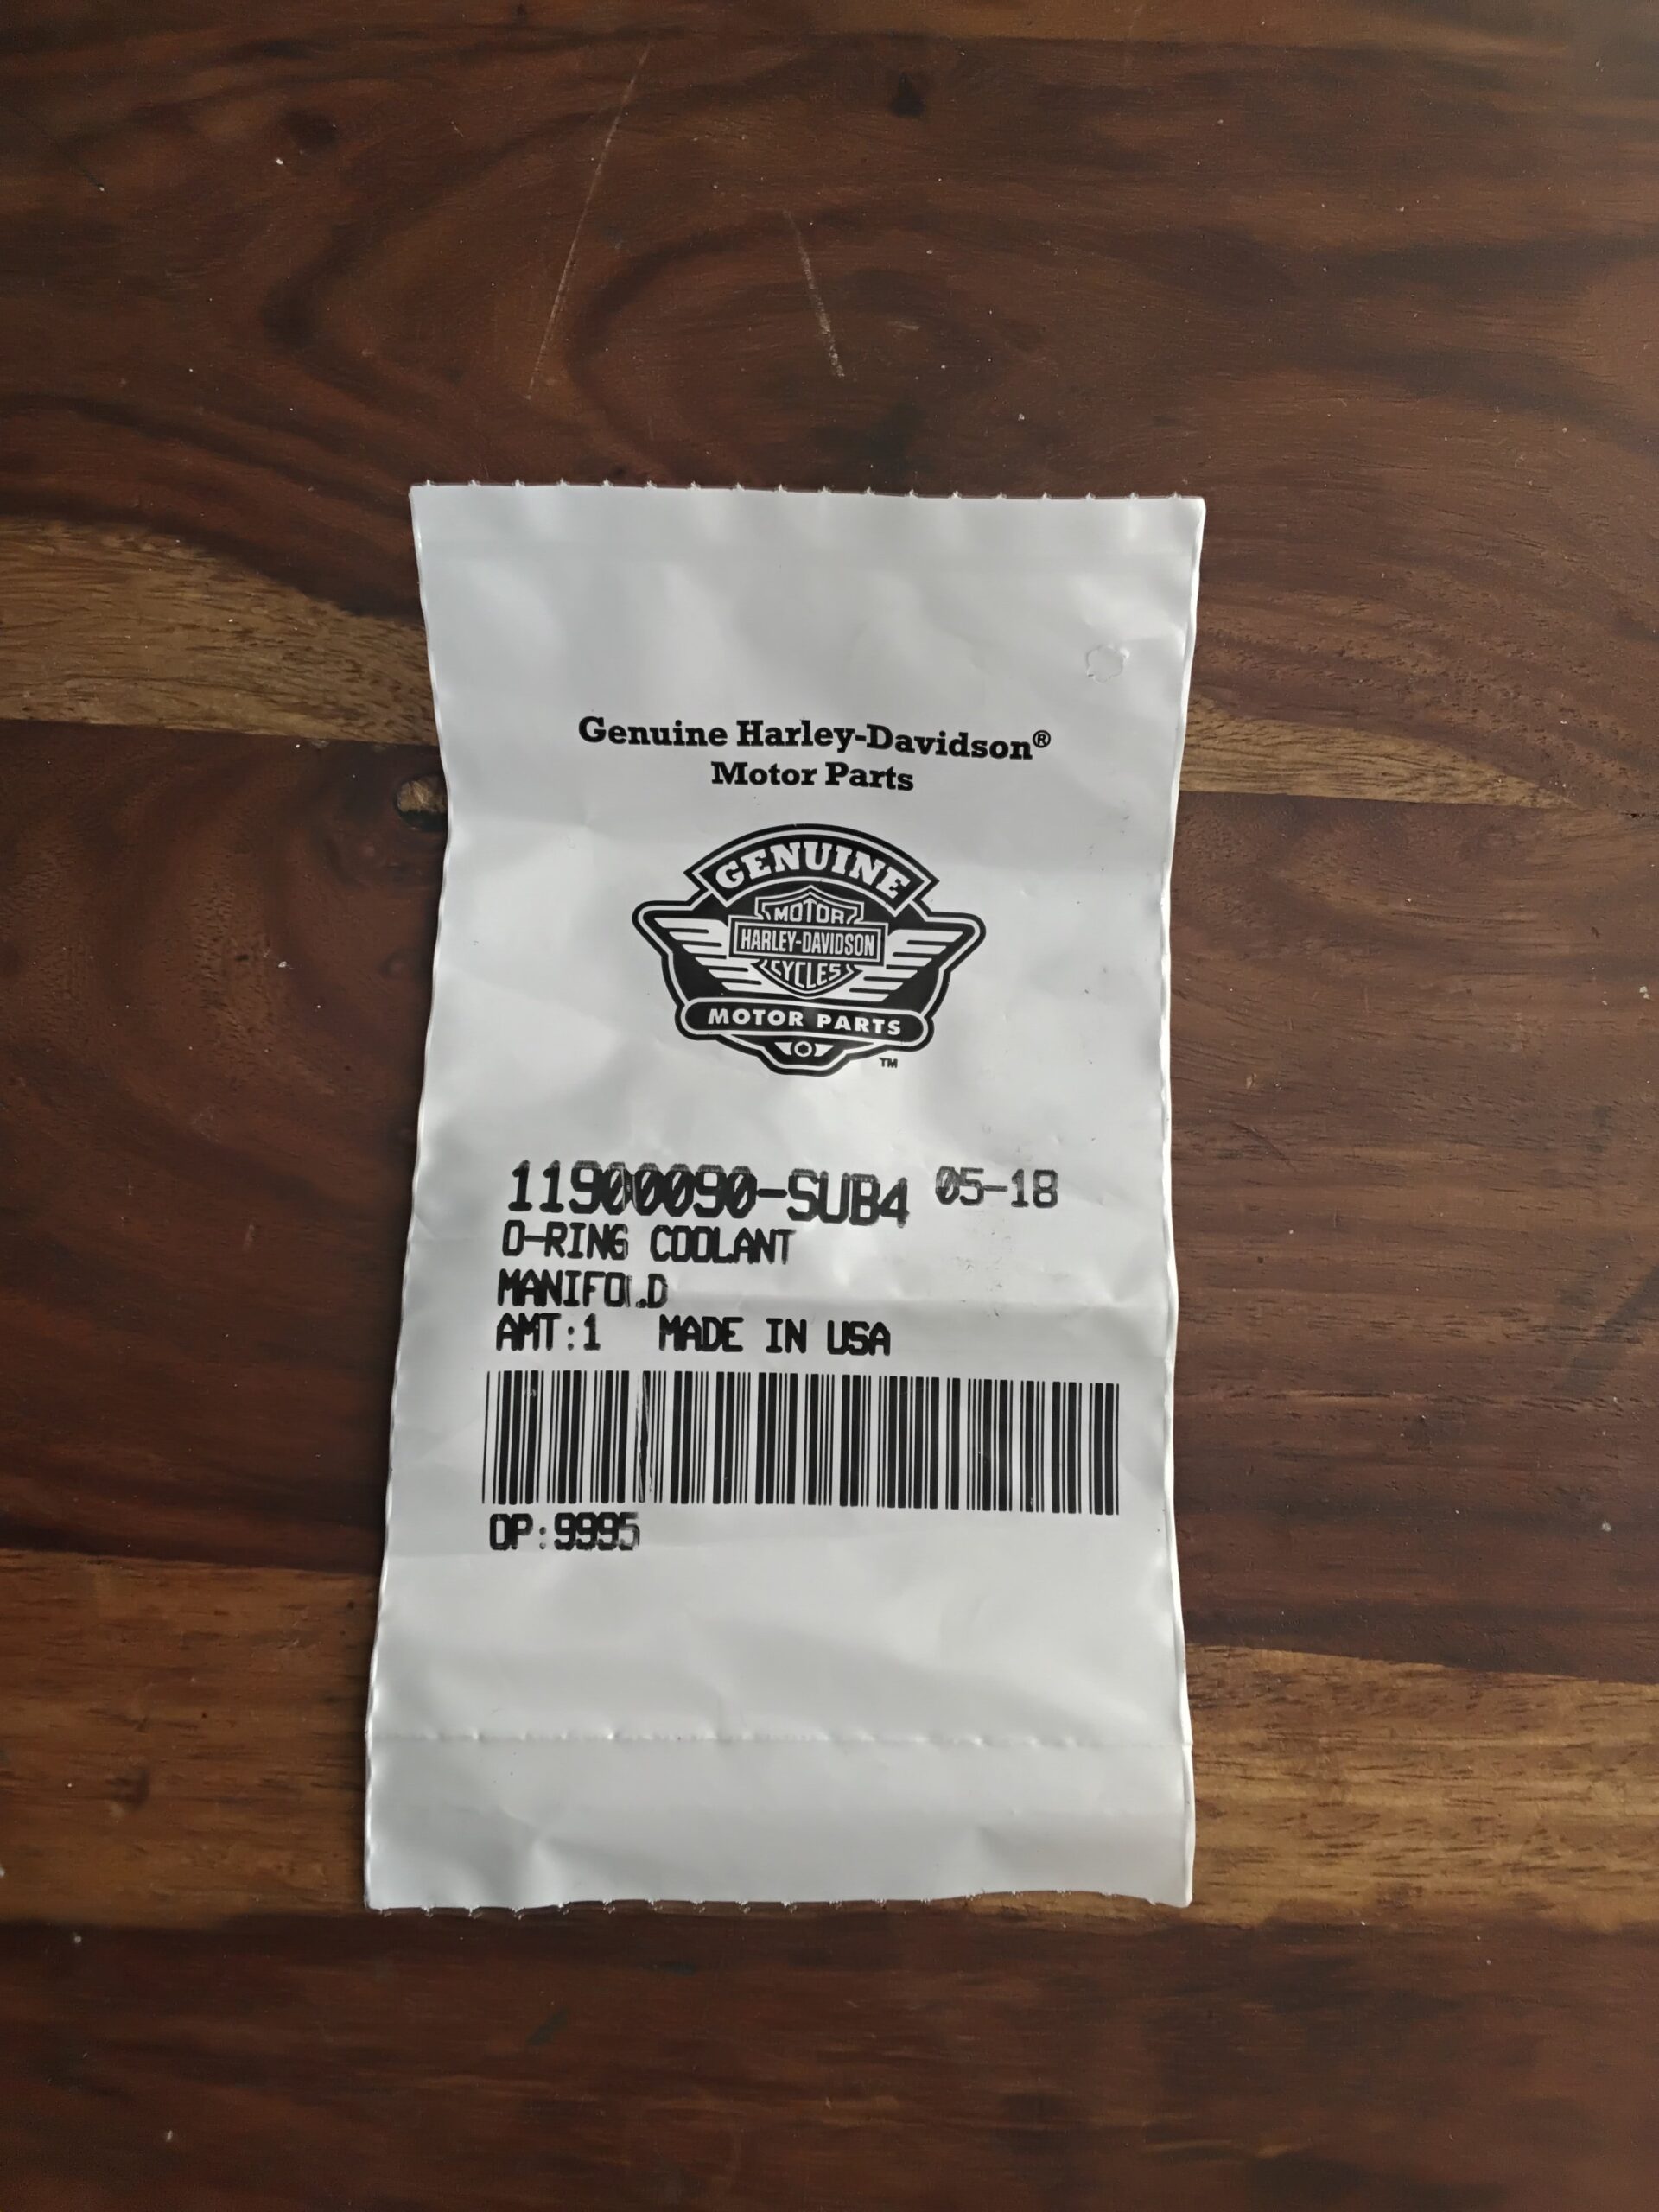 Genuine Harley-Davidson®
Motor Parts
GENUINE
MOTOR
HARLEY-DAVIDSON
CYCLES
MOTOR PARTS
TM
11900090-SUB4 05-18
O-RING COOLANT
MANIFOLD
AMT:1 MADE IN USA
OP:9995